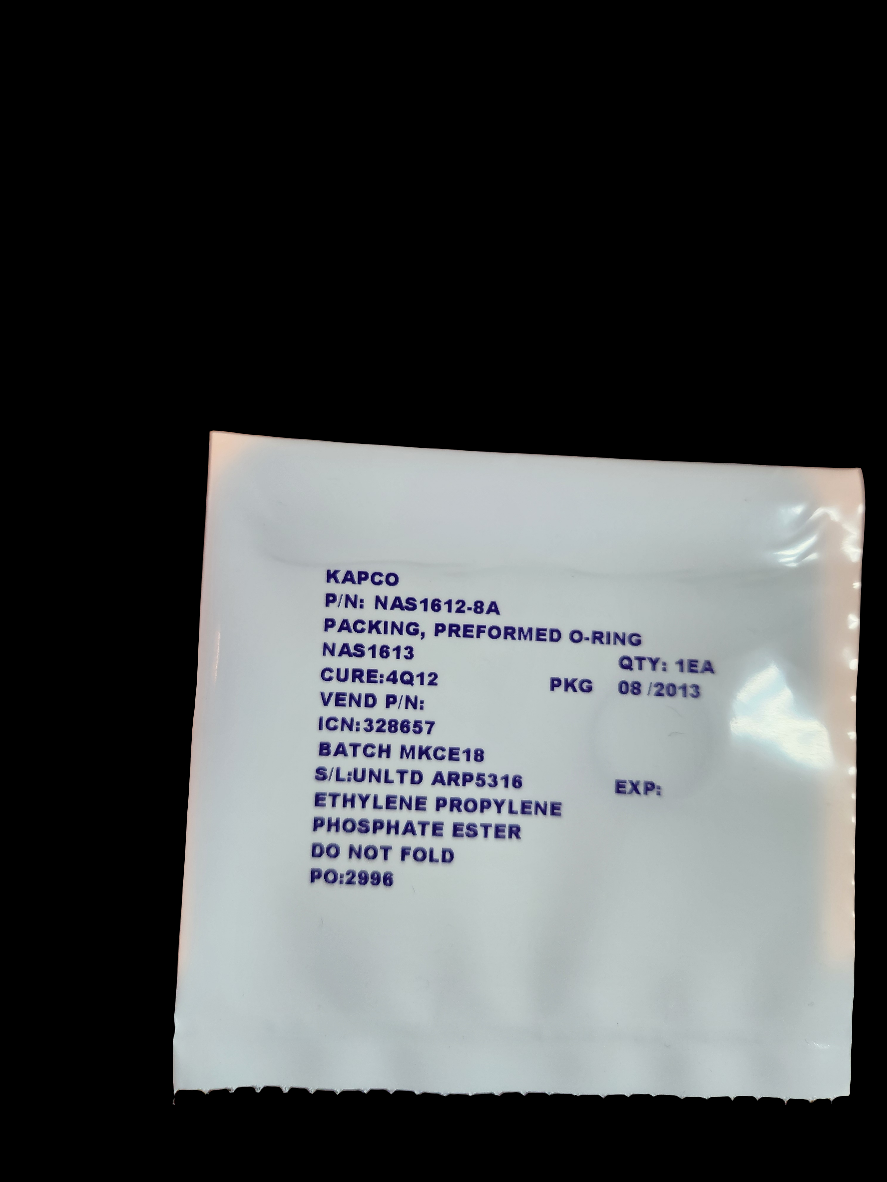 KAPCO
P/N: NAS1612-8A
PACKING, PREFORMED O-RING
NAS1613 QTY: 1EA
CURE:4Q12 PKG 08 /2013
VEND P/N:
ICN:328657
BATCH MKCE18
S/L:UNLTD ARP5316 EXP:
ETHYLENE PROPYLENE
PHOSPHATE ESTER
DO NOT FOLD
PO:2996